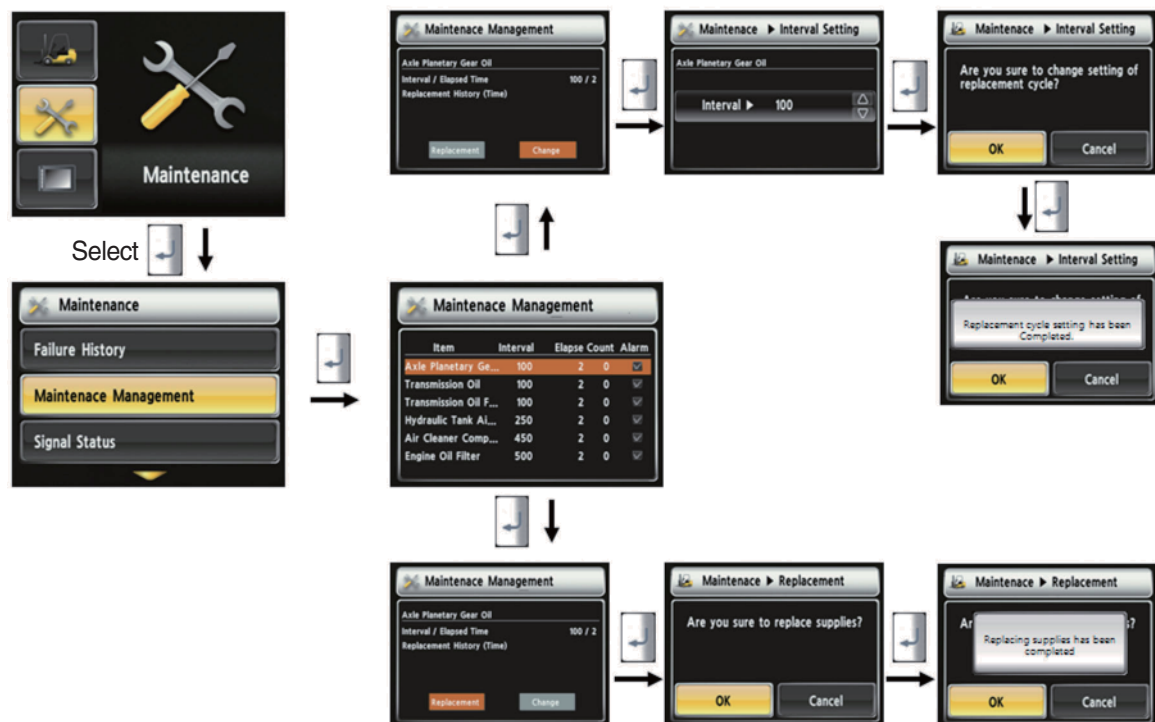 Maintenance
Select
Maintenance
Failure History
Maintenace Management
Signal Status
Maintenace Management
Axle Planetary Gear Oil
Interval / Elapsed Time 100 / 2
Replacement History (Time)
Replacement Change
Maintenace ▶ Interval Setting
Axle Planetary Gear Oil
Interval ▶ 100
Maintenace ▶ Interval Setting
Are you sure to change setting of
replacement cycle?
OK Cancel
Maintenace ▶ Interval Setting
Replacement cycle setting has been
Completed.
OK Cancel
Maintenace Management
Item Interval Elapse Count Alarm
Axle Planetary Ge... 100 2 0
Transmission Oil 100 2 0
Transmission Oil F... 100 2 0
Hydraulic Tank Ai... 250 2 0
Air Cleaner Comp... 450 2 0
Engine Oil Filter 500 2 0
Maintenace Management
Axle Planetary Gear Oil
Interval / Elapsed Time 100 / 2
Replacement History (Time)
Replacement Change
Maintenace ▶ Replacement
Are you sure to replace supplies?
OK Cancel
Maintenace ▶ Replacement
Ar s?
Replacing supplies has been
completed
OK Cancel